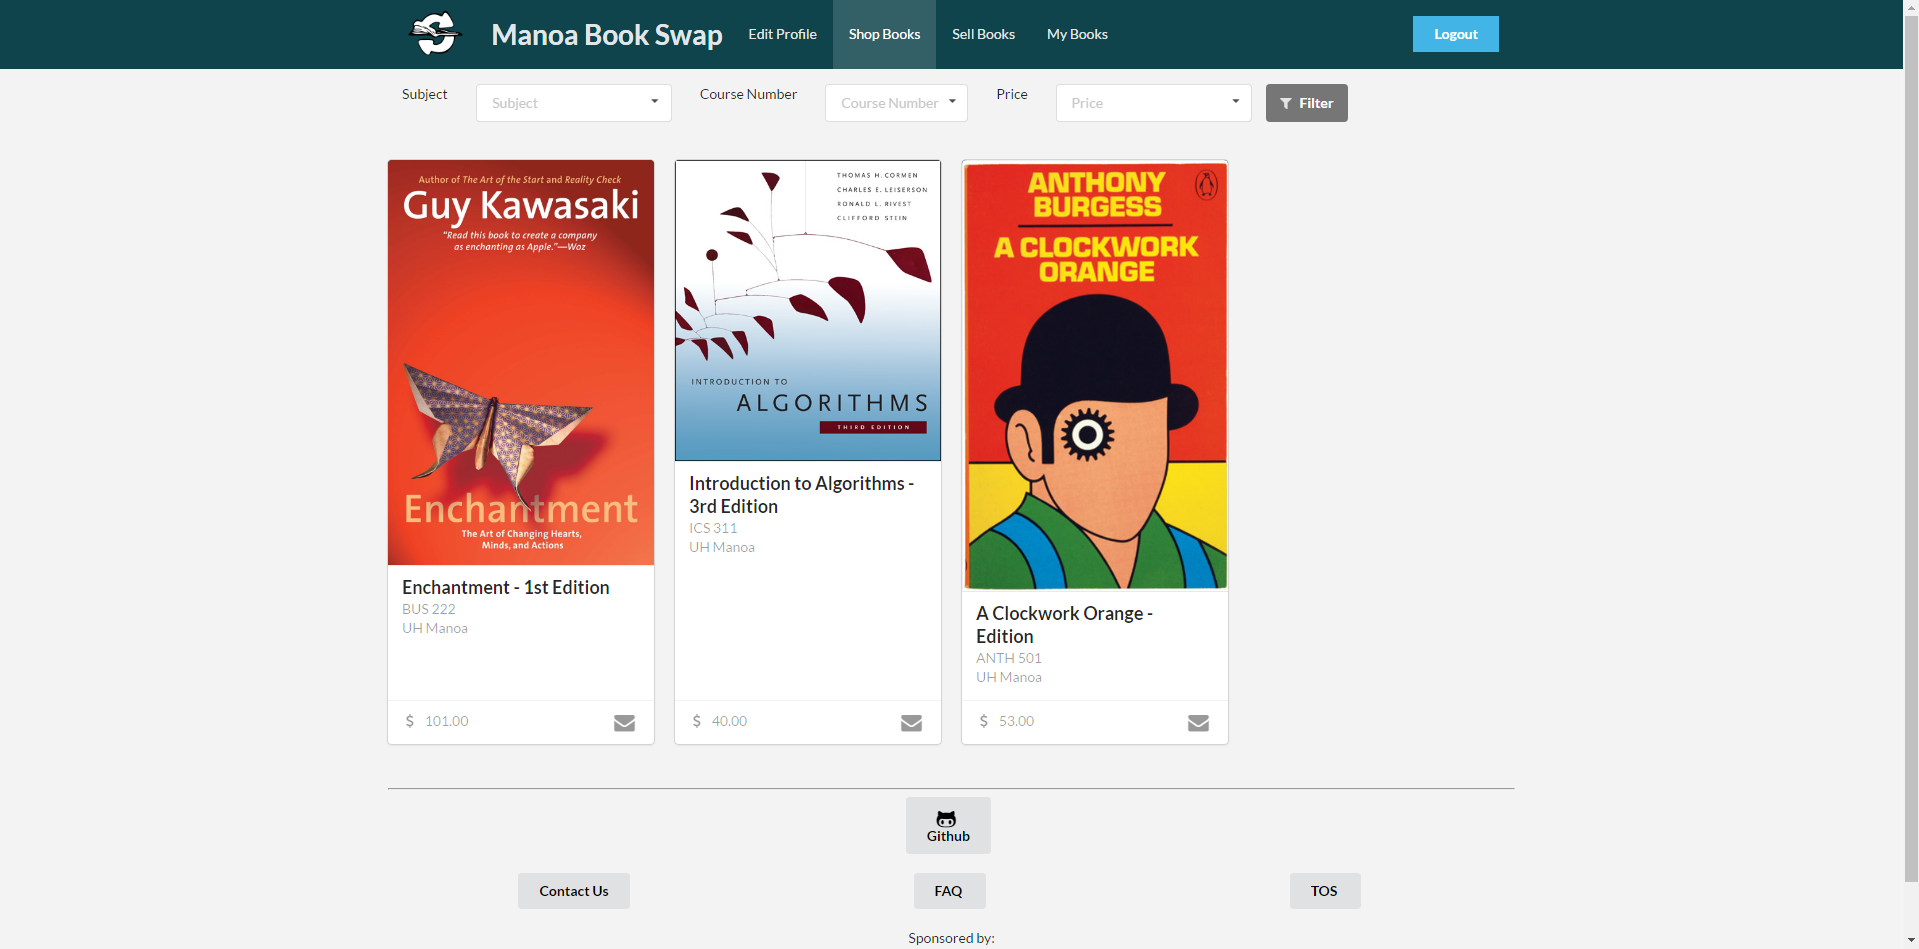 Manoa Book Swap
Edit Profile
Shop Books
Sell Books
My Books
Logout
Subject
Subject
Course Number
Course Number
Price
Price
Filter
Author of The Art of the Start and Reality Check
Guy Kawasaki
"Read this book to create a company
as enchanting as Apple."—Woz
Enchantment
The Art of Changing Hearts,
Minds, and Actions
Enchantment - 1st Edition
BUS 222
UH Manoa
$ 101.00
THOMAS H. CORMEN
CHARLES E. LEISERSON
RONALD L. RIVEST
CLIFFORD STEIN
INTRODUCTION TO
ALGORITHMS
THIRD EDITION
Introduction to Algorithms -
3rd Edition
ICS 311
UH Manoa
$ 40.00
ANTHONY
BURGESS
A CLOCKWORK
ORANGE
A Clockwork Orange -
Edition
ANTH 501
UH Manoa
$ 53.00
Github
Contact Us
FAQ
TOS
Sponsored by: